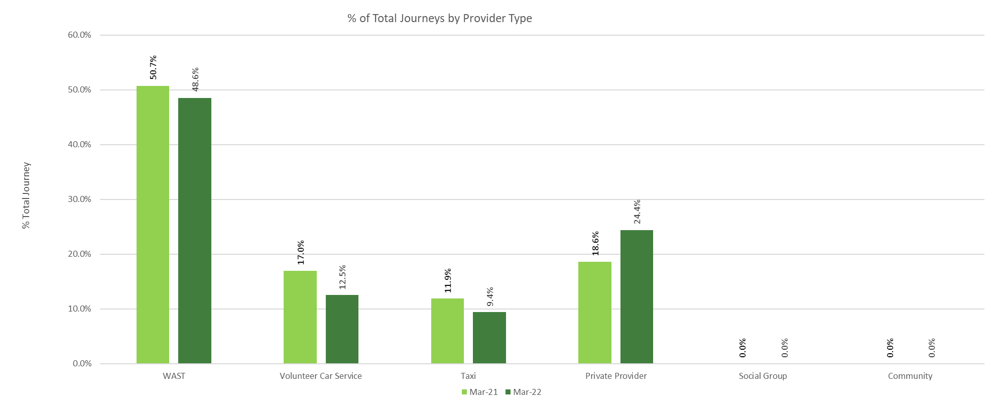 % of Total Journeys by Provider Type
% Total Journey
60.0%
50.0%
40.0%
30.0%
20.0%
10.0%
0.0%
50.7%
48.6%
17.0%
12.5%
11.9%
9.4%
18.6%
24.4%
0.0%
0.0%
0.0%
0.0%
WAST
Volunteer Car Service
Taxi
Private Provider
Social Group
Community
Mar-21
Mar-22